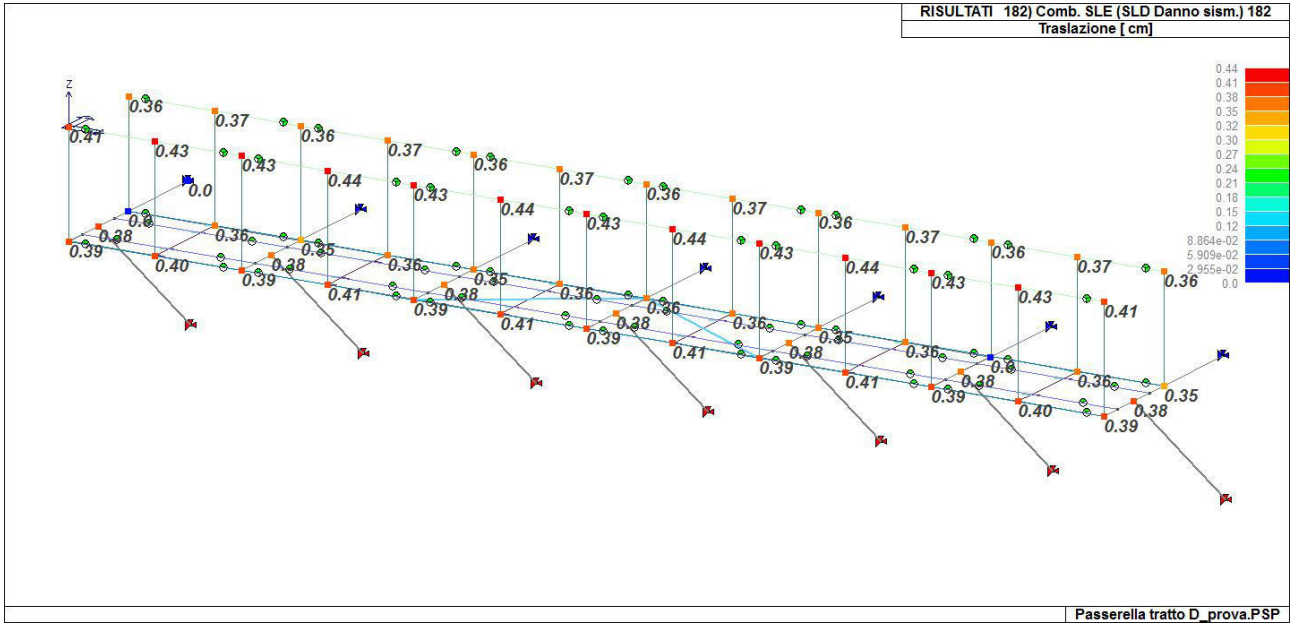 RISULTATI 182) Comb. SLE (SLD Danno sism.) 182
Traslazione [ cm]
0.44
0.41
0.38
0.35
0.32
0.30
0.27
0.24
0.21
0.18
0.15
0.12
8.864e-02
5.909e-02
2.955e-02
0.0
Z
0.36 0.37 0.36 0.37 0.36 0.37 0.36 0.37 0.36 0.37 0.36 0.37 0.36
0.41 0.43 0.43 0.44 0.43 0.44 0.43 0.44 0.43 0.44 0.43 0.43 0.41
0.0
0.36 0.35 0.36 0.35 0.36 0.36 0.36 0.35 0.36 0.36 0.35
0.38 0.38 0.38 0.38 0.38 0.38 0.38
0.39 0.40 0.39 0.41 0.39 0.41 0.39 0.41 0.39 0.41 0.39 0.40 0.39
Passerella tratto D_prova.PSP